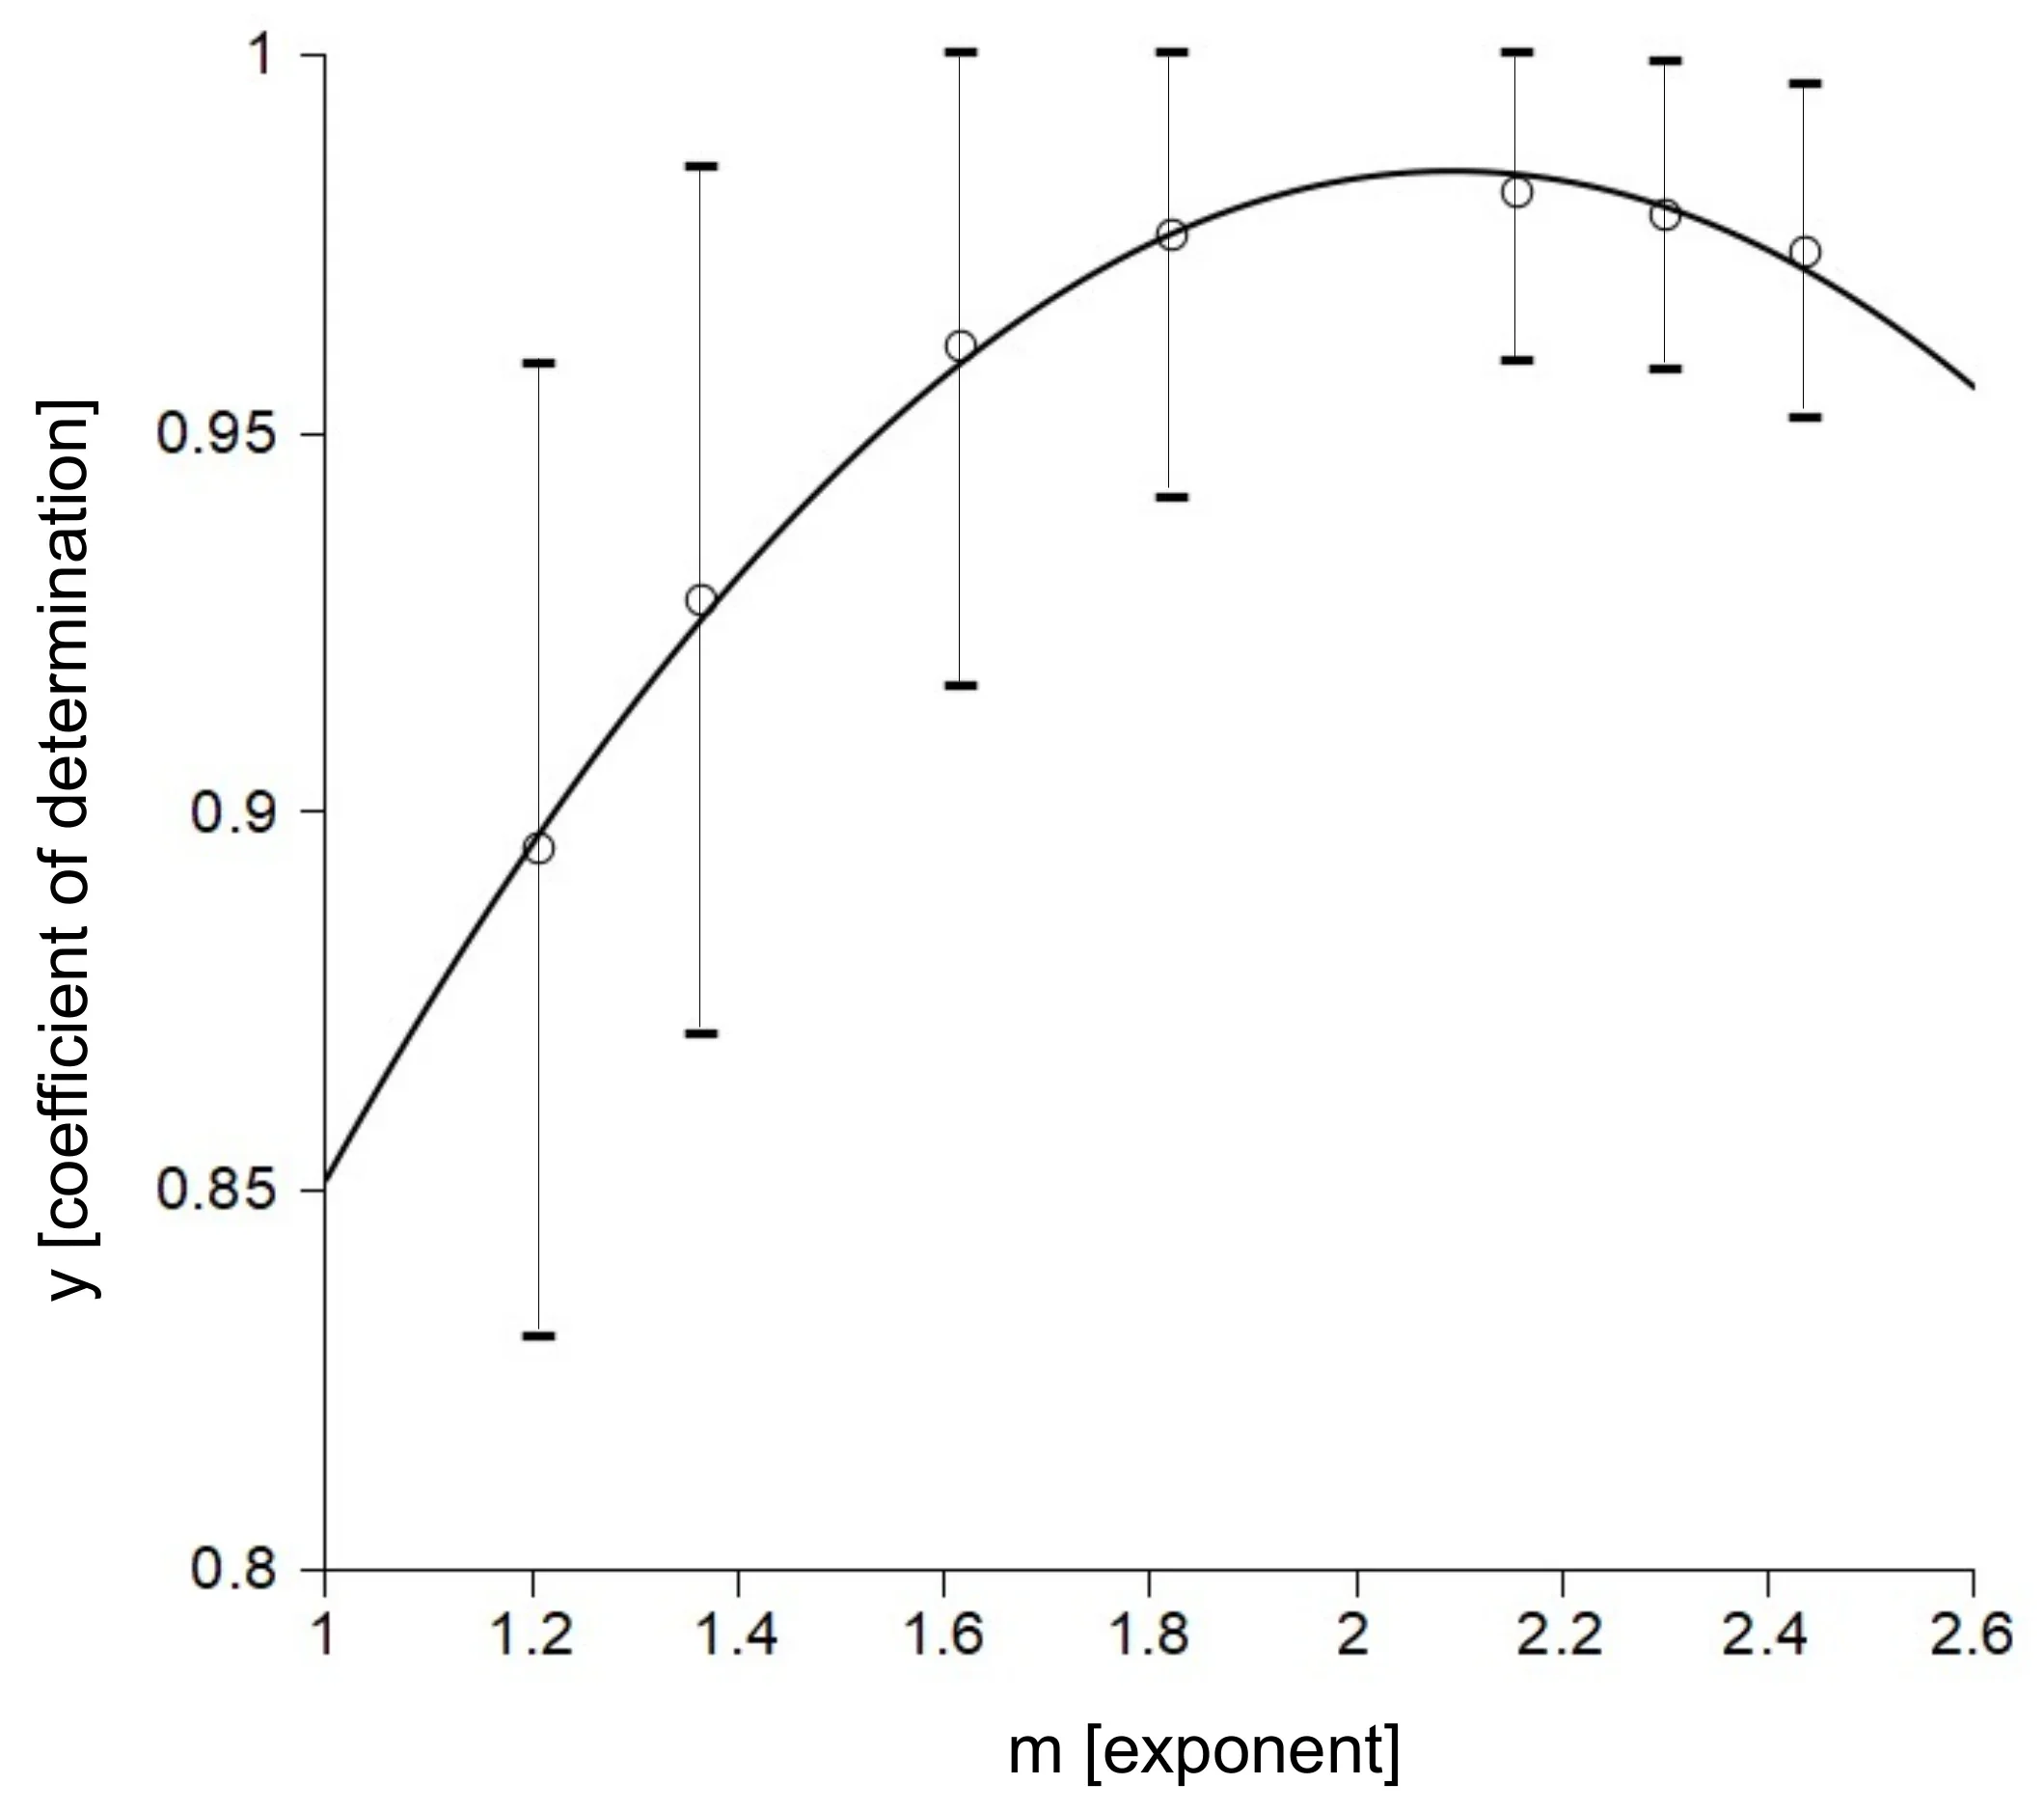 y [coefficient of determination]
1
0.95
0.9
0.85
0.8
1 1.2 1.4 1.6 1.8 2 2.2 2.4 2.6
m [exponent]